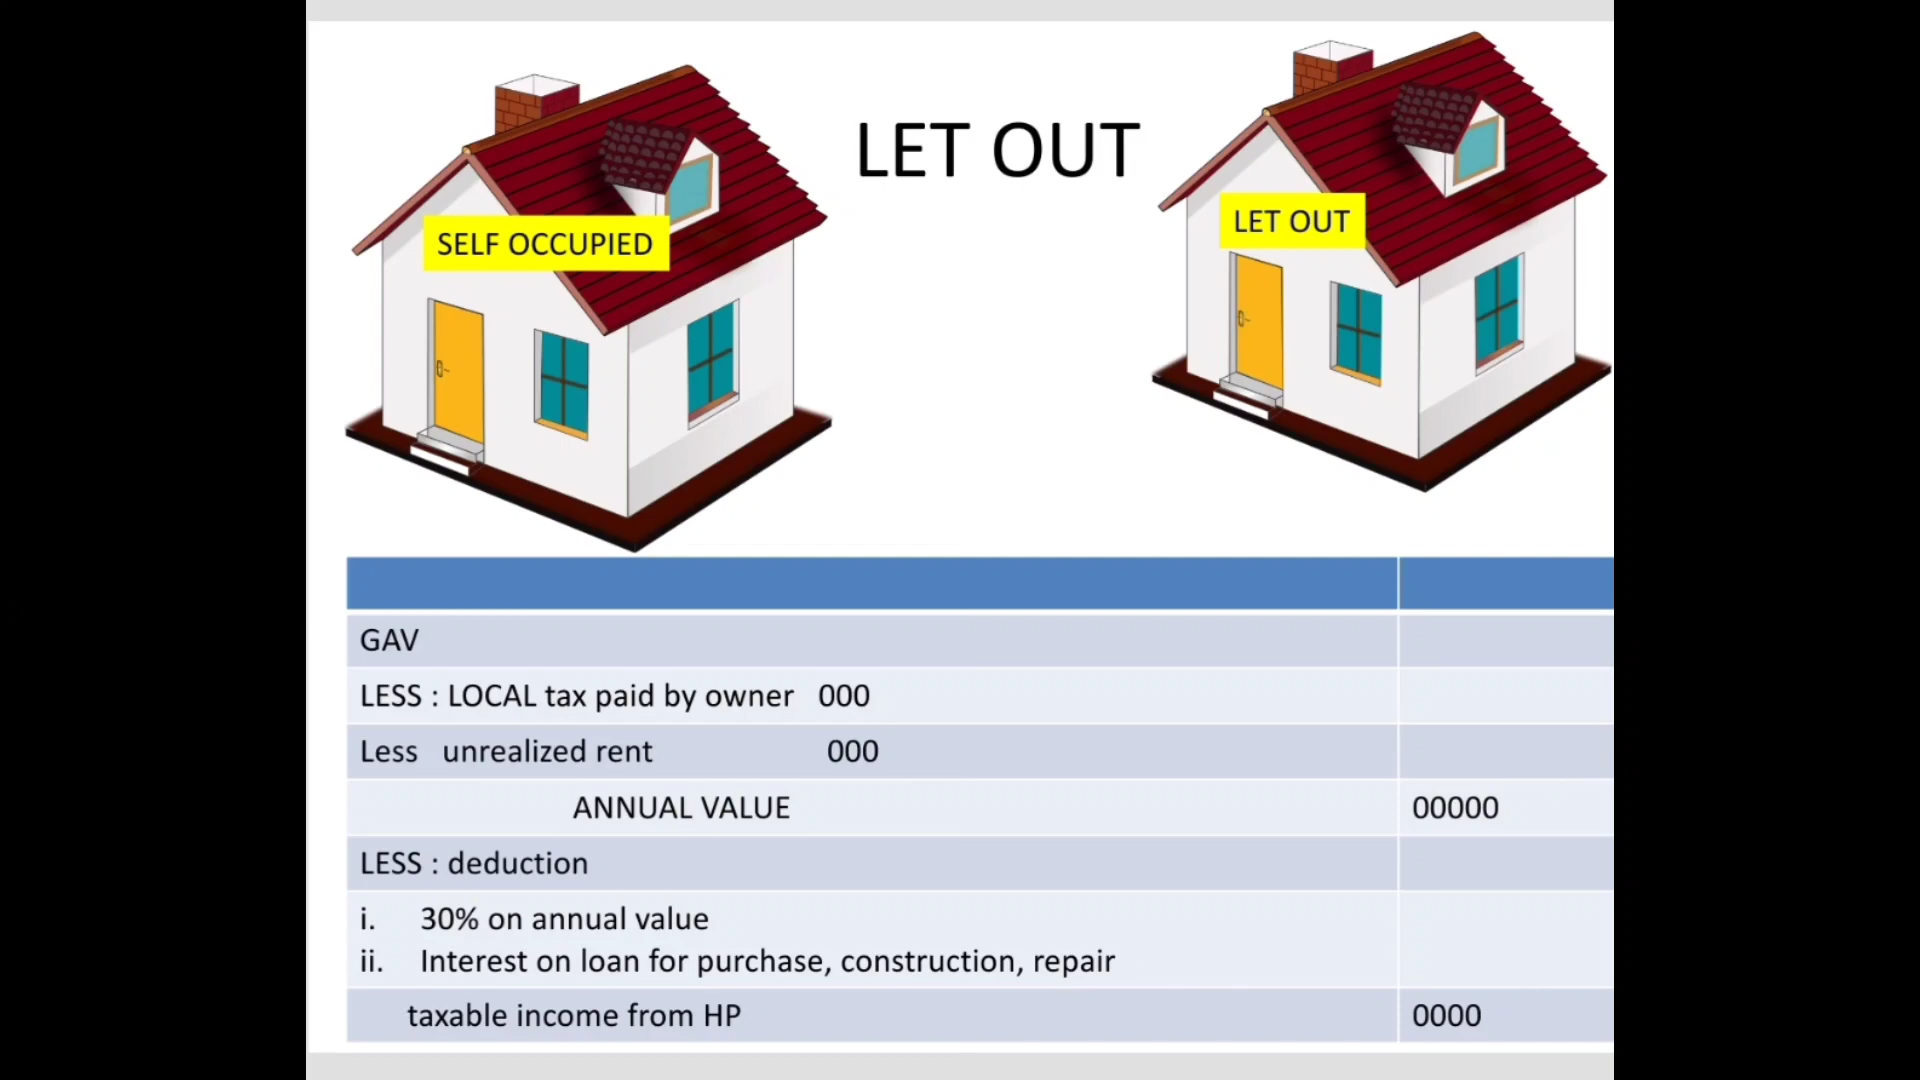 LET OUT
SELF OCCUPIED
LET OUT
GAV
LESS : LOCAL tax paid by owner 000
Less unrealized rent 000
ANNUAL VALUE 00000
LESS : deduction
i. 30% on annual value
ii. Interest on loan for purchase, construction, repair
taxable income from HP 0000